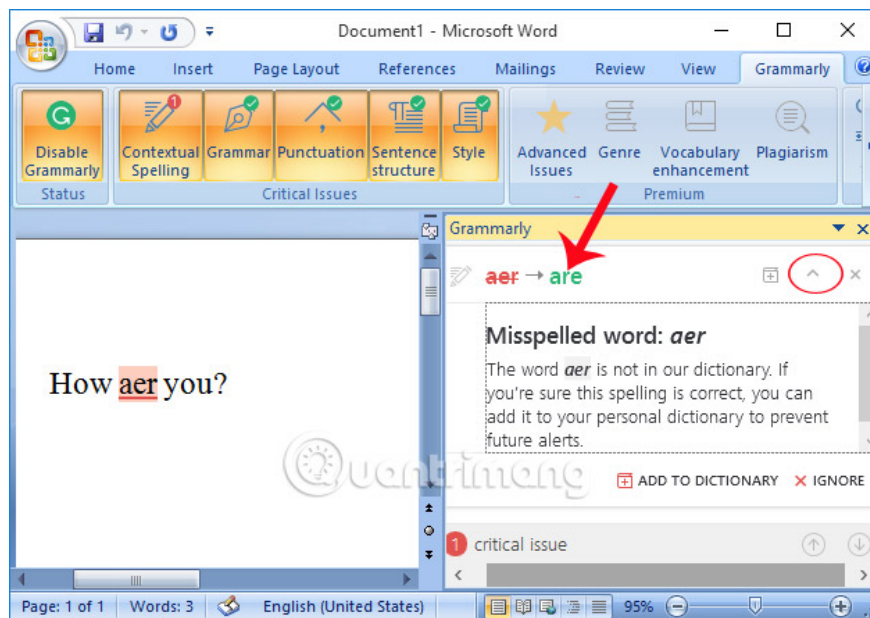 Document1 - Microsoft Word
Home Insert Page Layout References Mailings Review View Grammarly
1
Disable Grammarly
Contextual Spelling
Grammar
Punctuation
Sentence structure
Style
Advanced Issues
Genre
Vocabulary enhancement
Plagiarism
Status
Critical Issues
Premium
Grammarly
aer → are
Misspelled word: aer
The word aer is not in our dictionary. If
you're sure this spelling is correct, you can
add it to your personal dictionary to prevent
future alerts.
ADD TO DICTIONARY IGNORE
How aer you?
Quantrimang
1 critical issue
Page: 1 of 1 Words: 3 English (United States) 95%